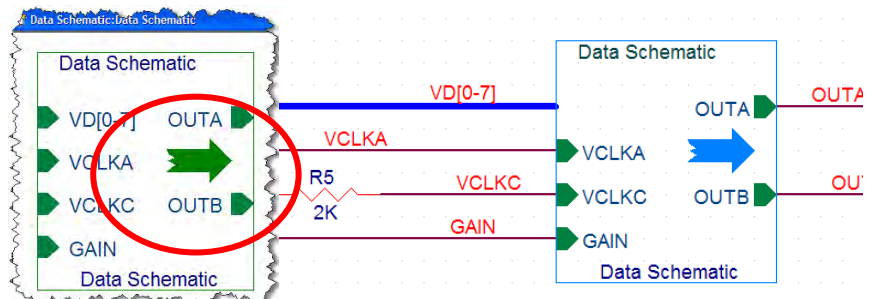 Data Schematic:Data Schematic
Data Schematic
VD[0-7] OUTA
VCLKA
VCLKC OUTB
GAIN
Data Schematic
VD[0-7]
VCLKA
R5
2K
VCLKC
GAIN
Data Schematic
OUTA
VCLKA
VCLKC OUTB
GAIN
Data Schematic
OUTA
OU